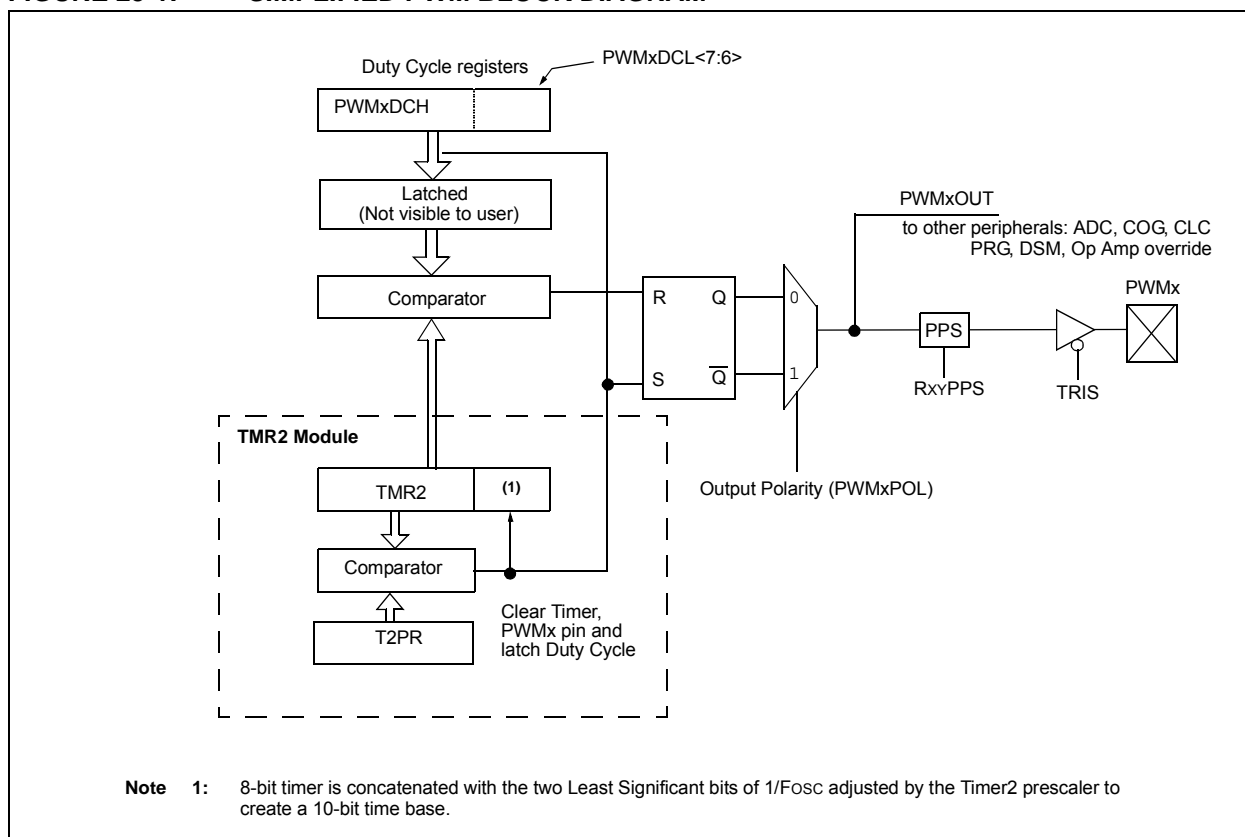 Duty Cycle registers
PWMxDCL<7:6>
PWMxDCH
Latched
(Not visible to user)
Comparator
R
Q
S
Q
0
1
PWMxOUT
to other peripherals: ADC, COG, CLC
PRG, DSM, Op Amp override
PWMx
PPS
RXYPPS
TRIS
Output Polarity (PWMxPOL)
TMR2 Module
TMR2
(1)
Comparator
T2PR
Clear Timer,
PWMx pin and
latch Duty Cycle
Note 1: 8-bit timer is concatenated with the two Least Significant bits of 1/FOSC adjusted by the Timer2 prescaler to
create a 10-bit time base.